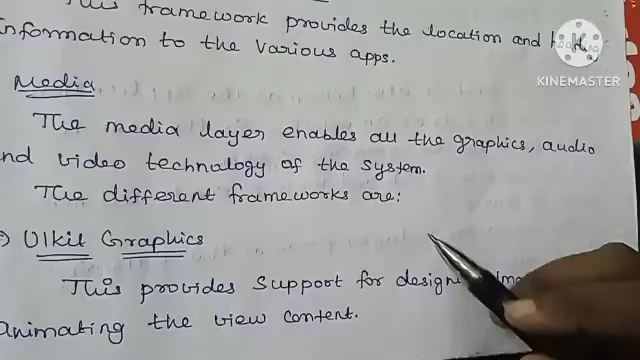 This framework provides the location and
information to the various apps.
KINEMASTER
Media
The media layer enables all the graphics, audio
and video technology of the system.
The different frameworks are:
UIKit Graphics
This provides support for
animating the view content.